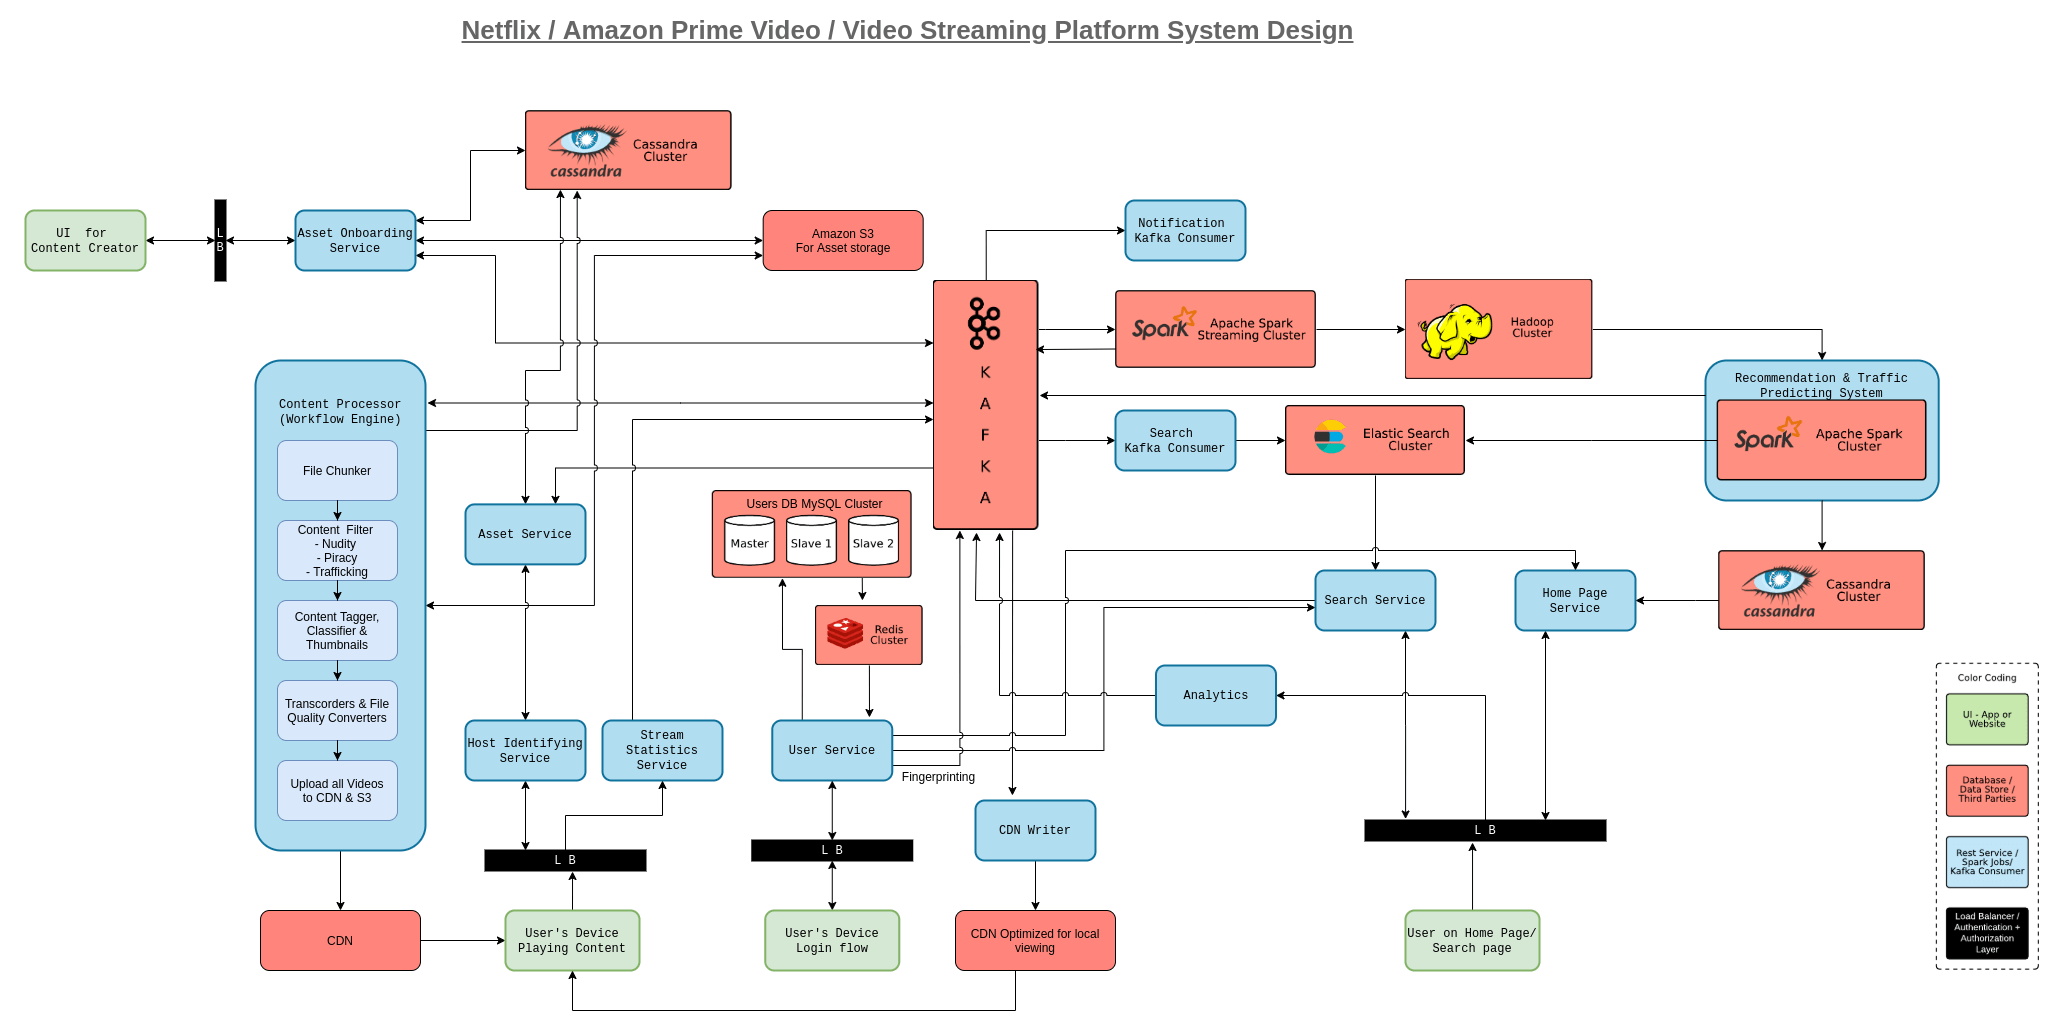 Netflix / Amazon Prime Video / Video Streaming Platform System Design
cassandra
Cassandra
Cluster
UI for
Content Creator
L
B
Asset Onboarding
Service
Amazon S3
For Asset storage
Notification
Kafka Consumer
K
A
F
K
A
Spark
Apache Spark
Streaming Cluster
Hadoop
Cluster
Recommendation & Traffic
Predicting System
Spark
Apache Spark
Cluster
Search
Kafka Consumer
Elastic Search
Cluster
Content Processor
(Workflow Engine)
File Chunker
Content Filter
- Nudity
- Piracy
- Trafficking
Content Tagger,
Classifier &
Thumbnails
Transcorders & File
Quality Converters
Upload all Videos
to CDN & S3
Asset Service
Users DB MySQL Cluster
Master
Slave 1
Slave 2
Redis
Cluster
Search Service
Home Page
Service
cassandra
Cassandra
Cluster
Analytics
Host Identifying
Service
Stream
Statistics
Service
User Service
Fingerprinting
CDN Writer
L B
L B
L B
CDN
User's Device
Playing Content
User's Device
Login flow
CDN Optimized for local
viewing
User on Home Page/
Search page
Color Coding
UI - App or
Website
Database /
Data Store /
Third Parties
Rest Service /
Spark Jobs/
Kafka Consumer
Load Balancer /
Authentication +
Authorization
Layer